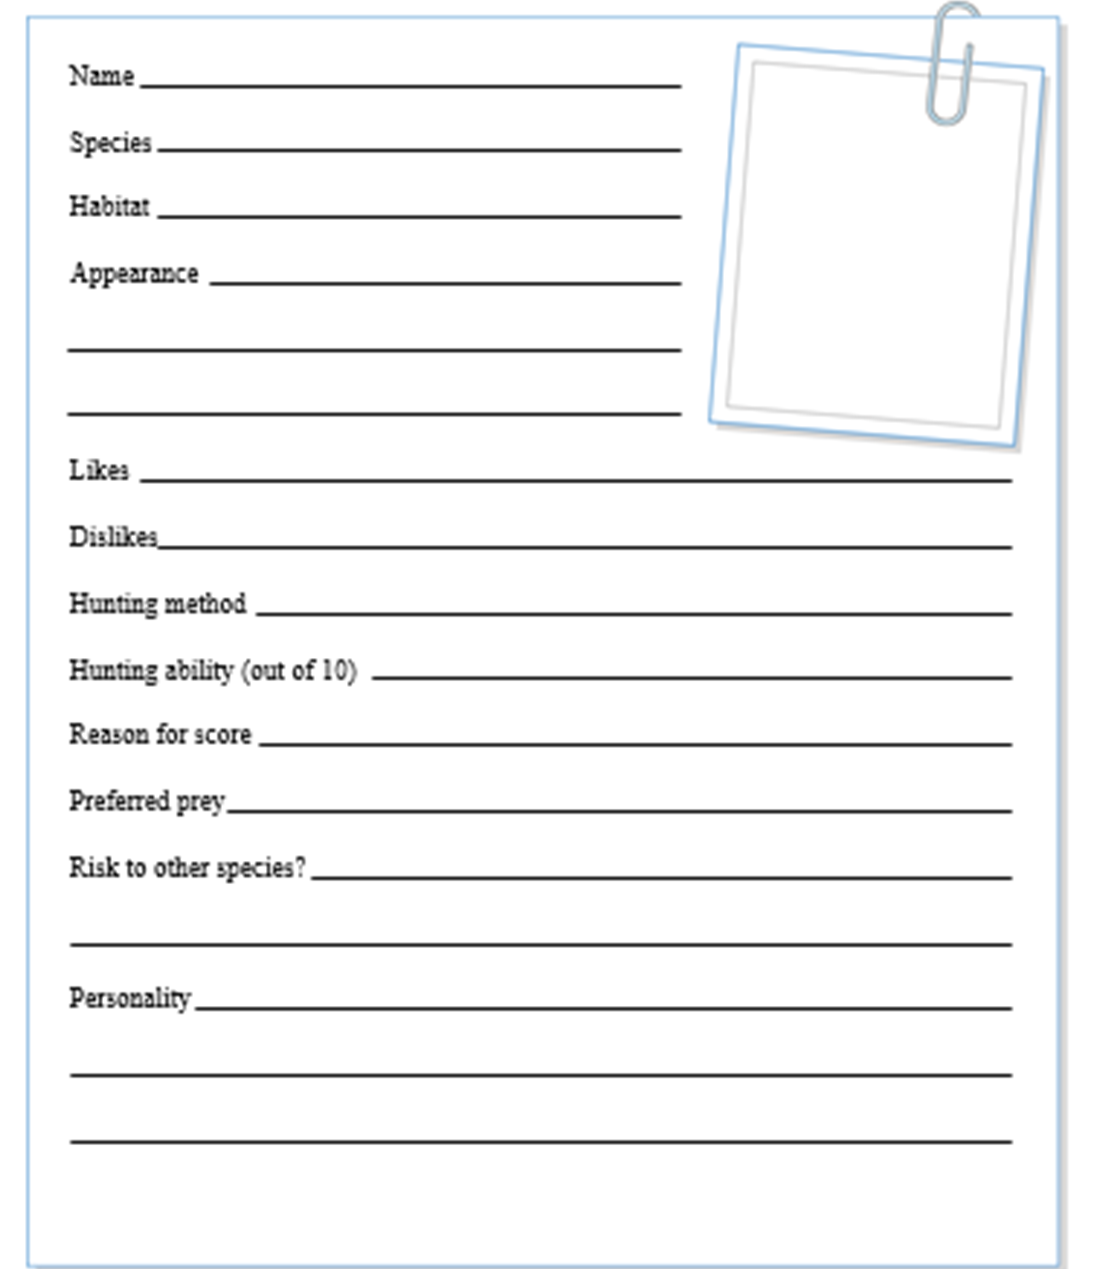 Name
Species
Habitat
Appearance
Likes
Dislikes
Hunting method
Hunting ability (out of 10)
Reason for score
Preferred prey
Risk to other species?
Personality